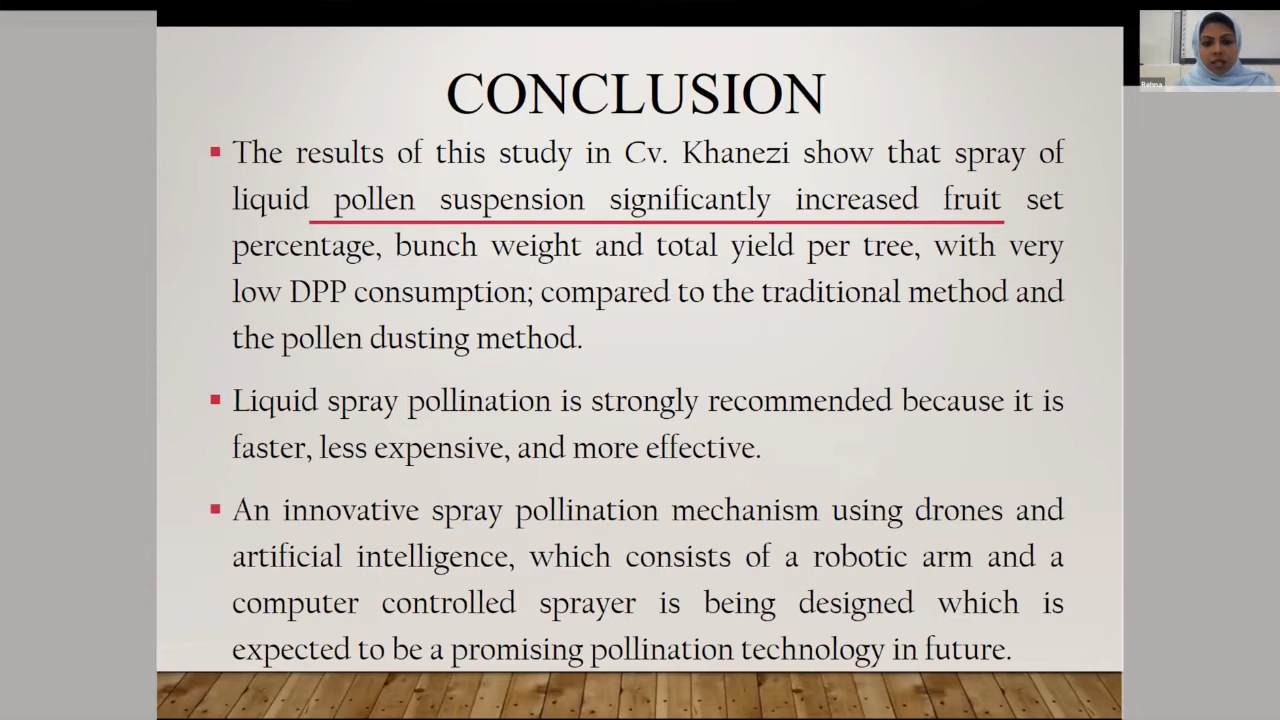 CONCLUSION
The results of this study in Cv. Khanezi show that spray of
liquid pollen suspension significantly increased fruit set
percentage, bunch weight and total yield per tree, with very
low DPP consumption; compared to the traditional method and
the pollen dusting method.
Liquid spray pollination is strongly recommended because it is
faster, less expensive, and more effective.
An innovative spray pollination mechanism using drones and
artificial intelligence, which consists of a robotic arm and a
computer controlled sprayer is being designed which is
expected to be a promising pollination technology in future.
Rehna